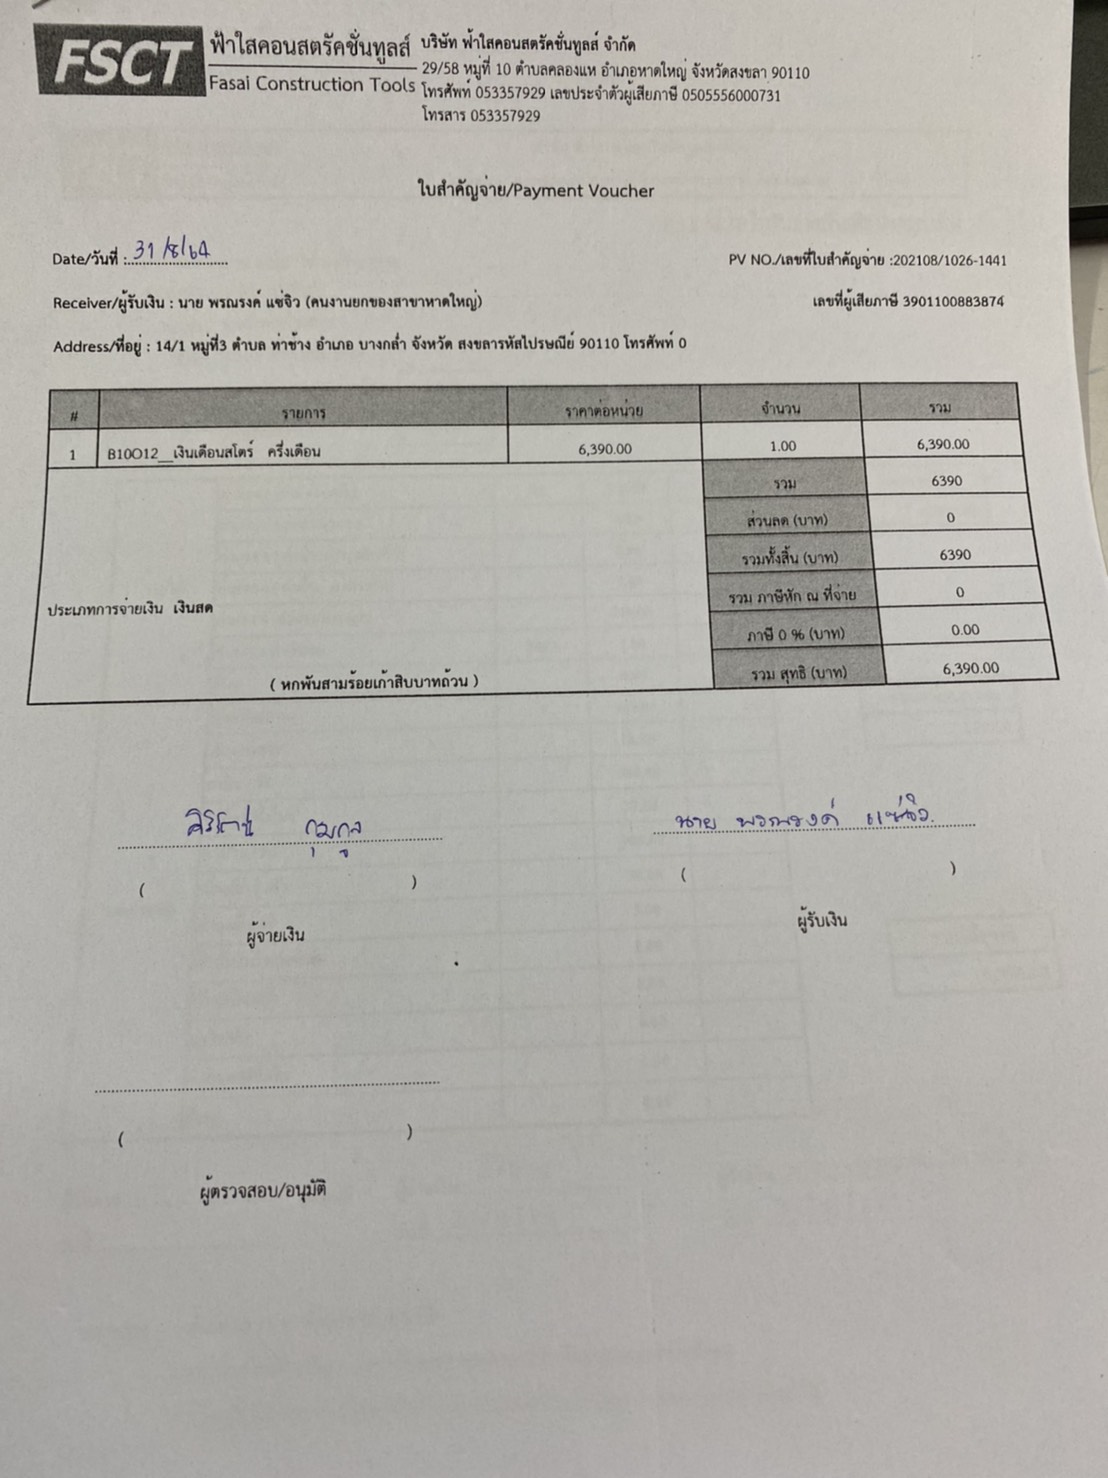 FSCT
ฟ้าใสคอนสตรัคชั่นทูลส์
Fasai Construction Tools
บริษัท ฟ้าใสคอนสตรัคชั่นทูลส์ จำกัด
29/58 หมู่ที่ 10 ตำบลคลองแห อำเภอหาดใหญ่ จังหวัดสงขลา 90110
โทรศัพท์ 053357929 เลขประจำตัวผู้เสียภาษี 0505556000731
โทรสาร 053357929
ใบสำคัญจ่าย/Payment Voucher
Date/วันที่ : 31/8/64 PV NO./เลขที่ใบสำคัญจ่าย :202108/1026-1441
Receiver/ผู้รับเงิน : นาย พรณรงค์ แซ่จิว (คนงานยกของสาขาหาดใหญ่) เลขที่ผู้เสียภาษี 3901100883874
Address/ที่อยู่ : 14/1 หมู่ที่3 ตำบล ท่าช้าง อำเภอ บางกล่ำ จังหวัด สงขลารหัสไปรษณีย์ 90110 โทรศัพท์ 0
# รายการ ราคาต่อหน่วย จำนวน รวม
1 B10O12__เงินเดือนสโตร์ ครึ่งเดือน 6,390.00 1.00 6,390.00
รวม 6390
ส่วนลด (บาท) 0
รวมทั้งสิ้น (บาท) 6390
ประเภทการจ่ายเงิน เงินสด รวม ภาษีหัก ณ ที่จ่าย 0
ภาษี 0 % (บาท) 0.00
( หกพันสามร้อยเก้าสิบบาทถ้วน ) รวม สุทธิ (บาท) 6,390.00
นาย พรณรงค์ แซ่จิว
( ) ( )
ผู้จ่ายเงิน ผู้รับเงิน
( )
ผู้ตรวจสอบ/อนุมัติ